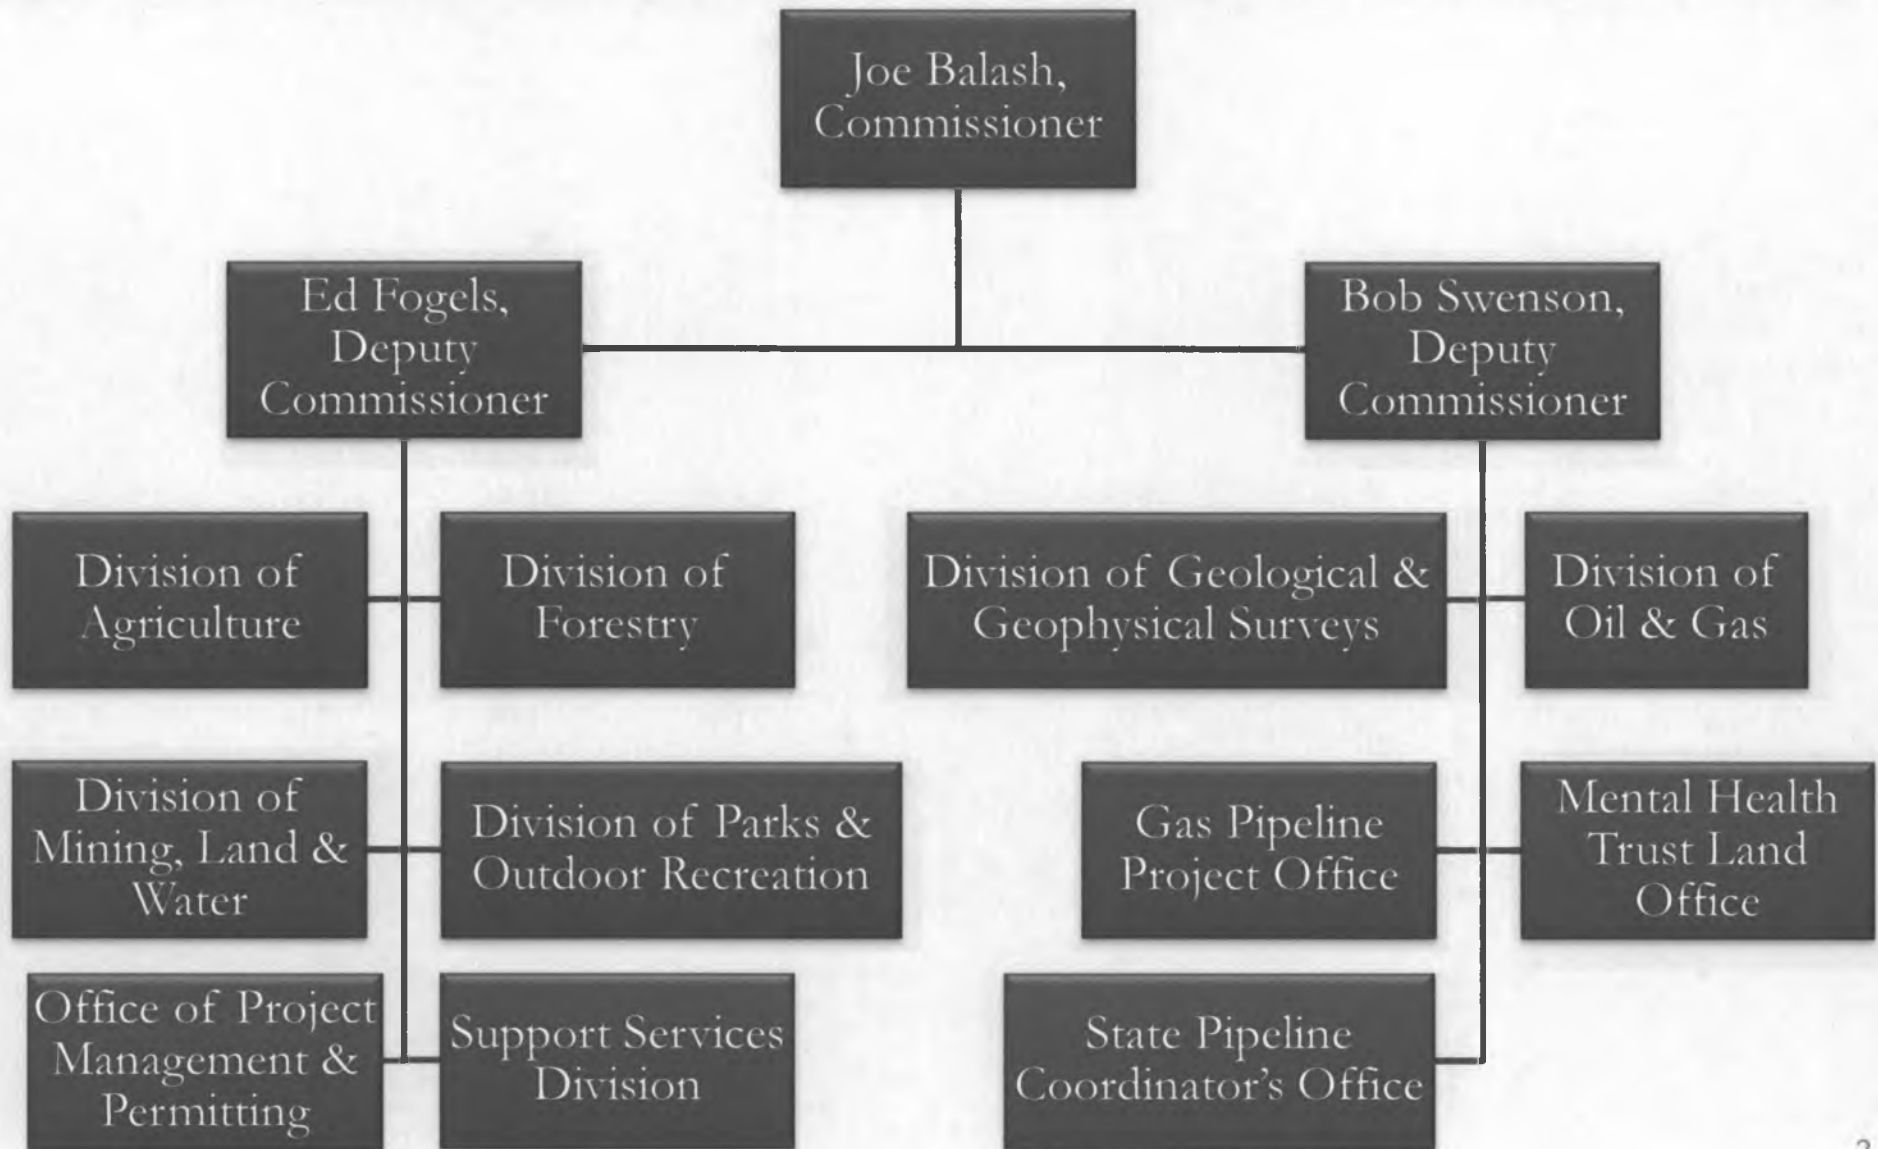 Joe Balash,
Commissioner
Ed Fogels,
Deputy
Commissioner
Bob Swenson,
Deputy
Commissioner
Division of
Agriculture
Division of
Forestry
Division of Geological &
Geophysical Surveys
Division of
Oil & Gas
Division of
Mining, Land &
Water
Division of Parks &
Outdoor Recreation
Gas Pipeline
Project Office
Mental Health
Trust Land
Office
Office of Project
Management &
Permitting
Support Services
Division
State Pipeline
Coordinator's Office